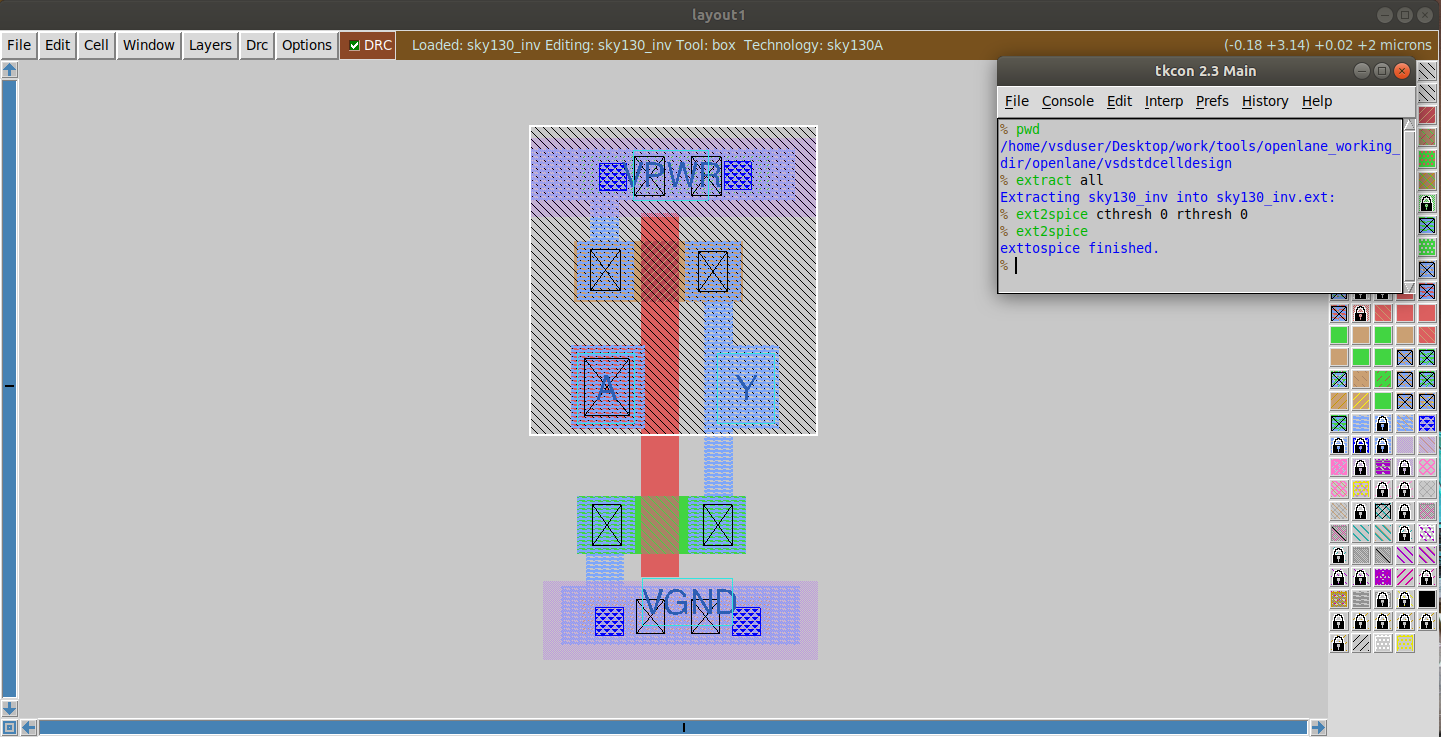 layout1
File Edit Cell Window Layers Drc Options DRC Loaded: sky130_inv Editing: sky130_inv Tool: box Technology: sky130A (-0.18 +3.14) +0.02 +2 microns
tkcon 2.3 Main
File Console Edit Interp Prefs History Help
% pwd
/home/vsduser/Desktop/work/tools/openlane_working_
dir/openlane/vsdstdcelldesign
% extract all
Extracting sky130_inv into sky130_inv.ext:
% ext2spice cthresh 0 rthresh 0
% ext2spice
exttospice finished.
%
VPWR
A Y
VGND